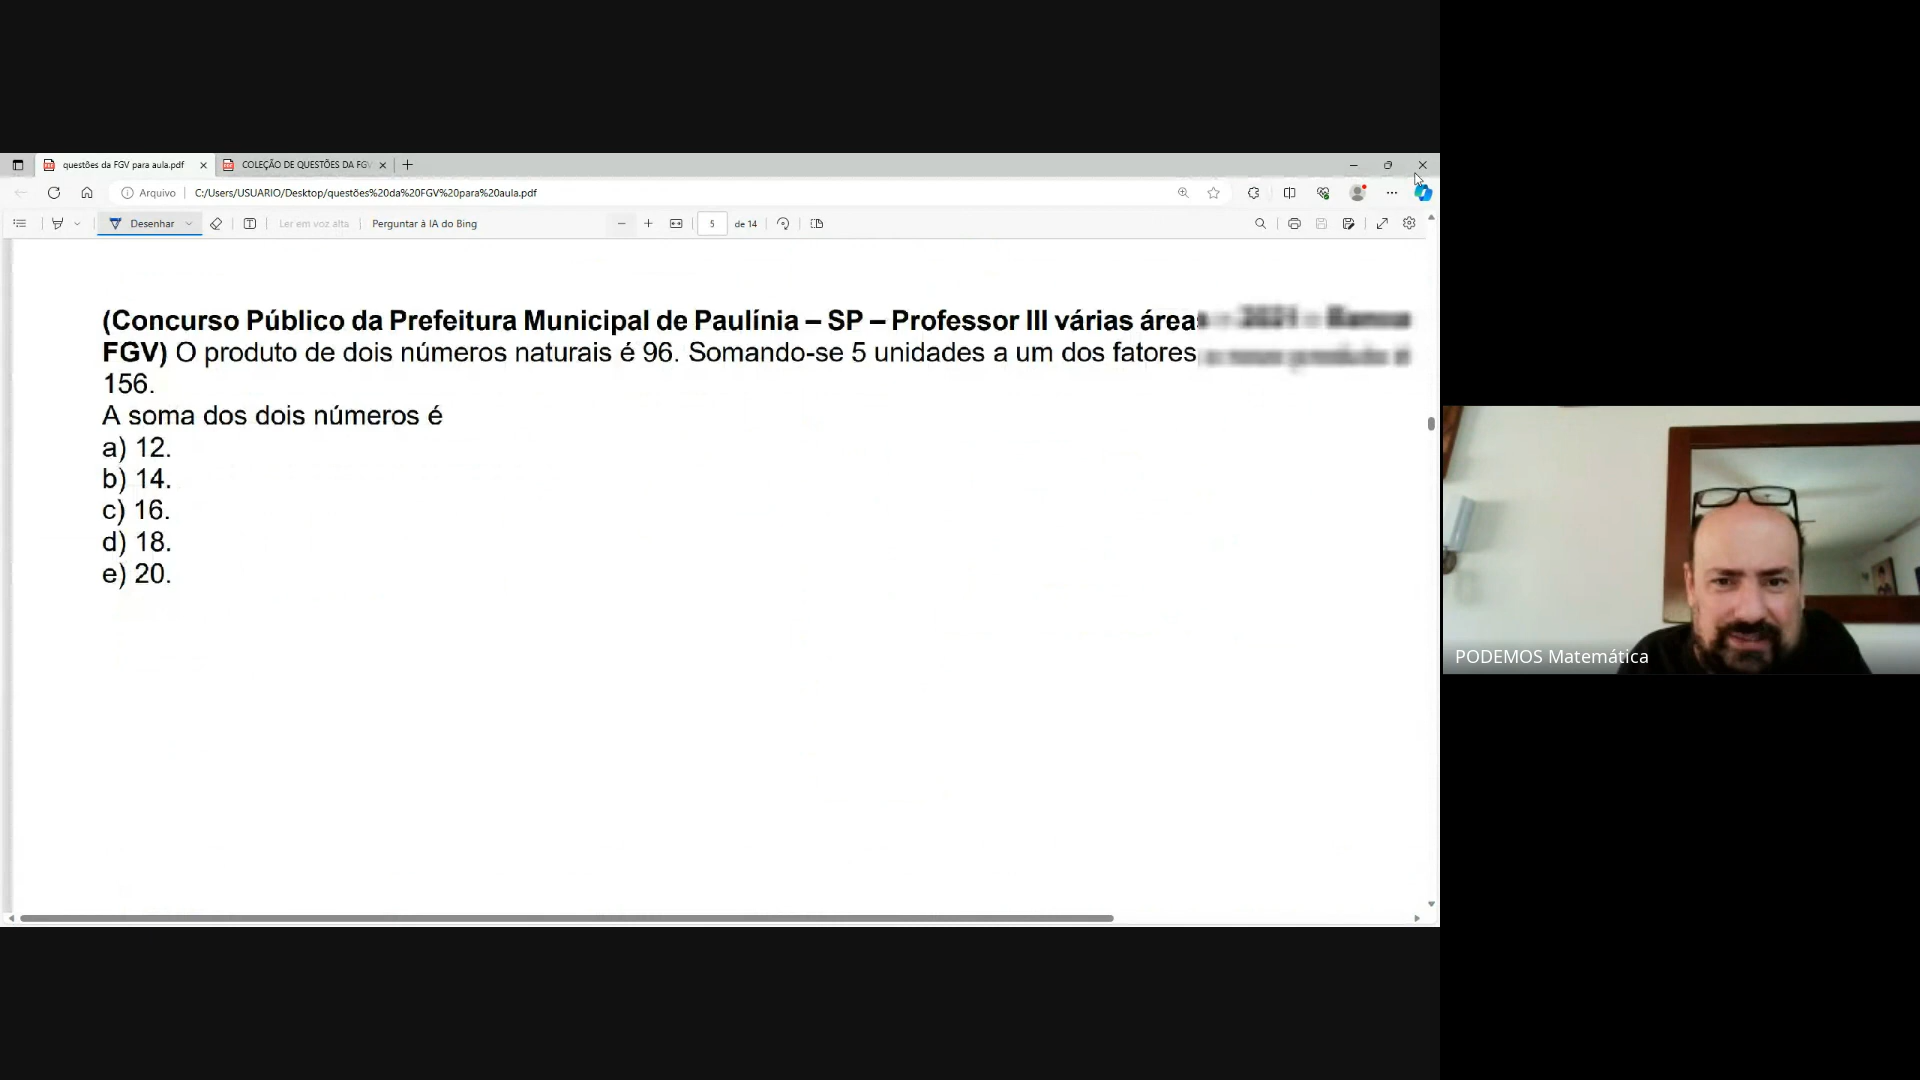 questões da FGV para aula.pdf
COLEÇÃO DE QUESTÕES DA FGV
Arquivo
C:/Users/USUARIO/Desktop/questões%20da%20FGV%20para%20aula.pdf
Desenhar
Ler em voz alta
Perguntar à IA do Bing
5
de 14
(Concurso Público da Prefeitura Municipal de Paulínia – SP – Professor III várias áreas
FGV) O produto de dois números naturais é 96. Somando-se 5 unidades a um dos fatores
156.
A soma dos dois números é
a) 12.
b) 14.
c) 16.
d) 18.
e) 20.
PODEMOS Matemática